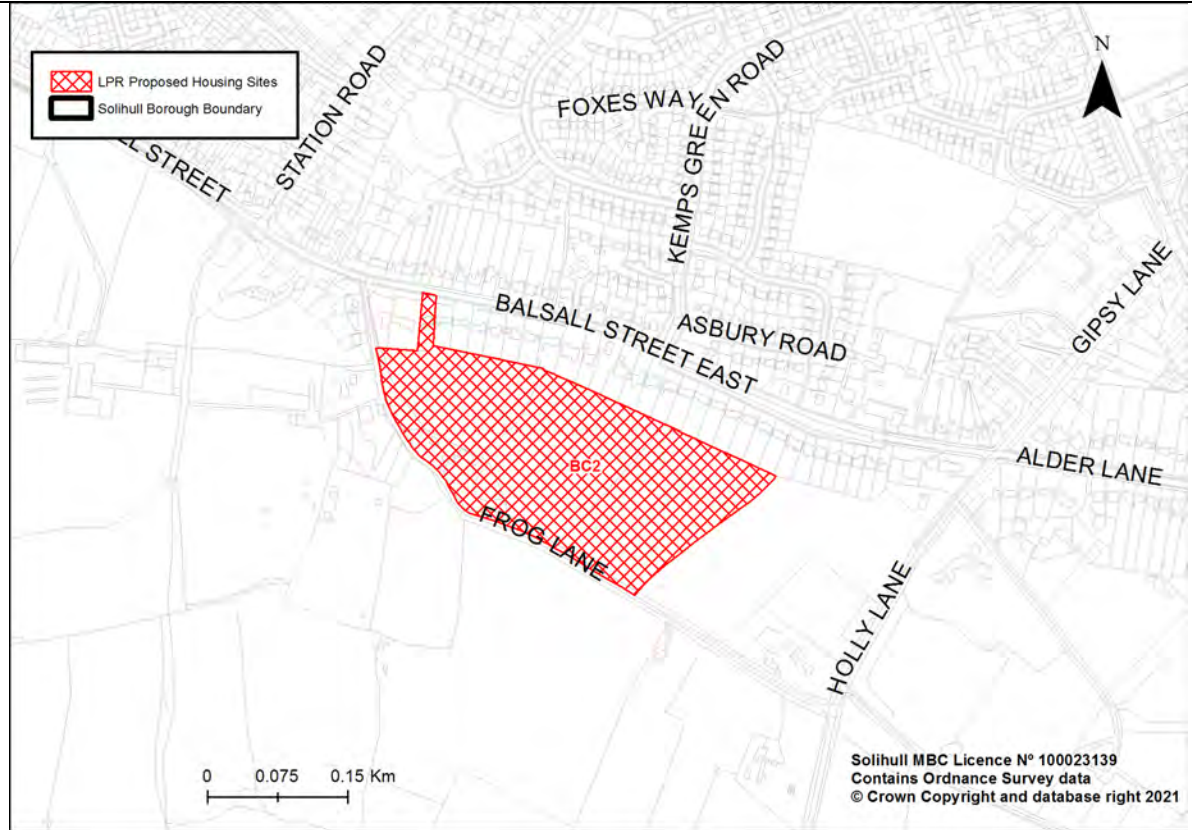 LPR Proposed Housing Sites
Solihull Borough Boundary
N
STATION ROAD
FOXES WAY
KEMPS GREEN ROAD
LL STREET
GIPSY LANE
BALSALL STREET EAST
ASBURY ROAD
ALDER LANE
BC2
FROG LANE
HOLLY LANE
0 0.075 0.15 Km
Solihull MBC Licence Nº 100023139
Contains Ordnance Survey data
© Crown Copyright and database right 2021